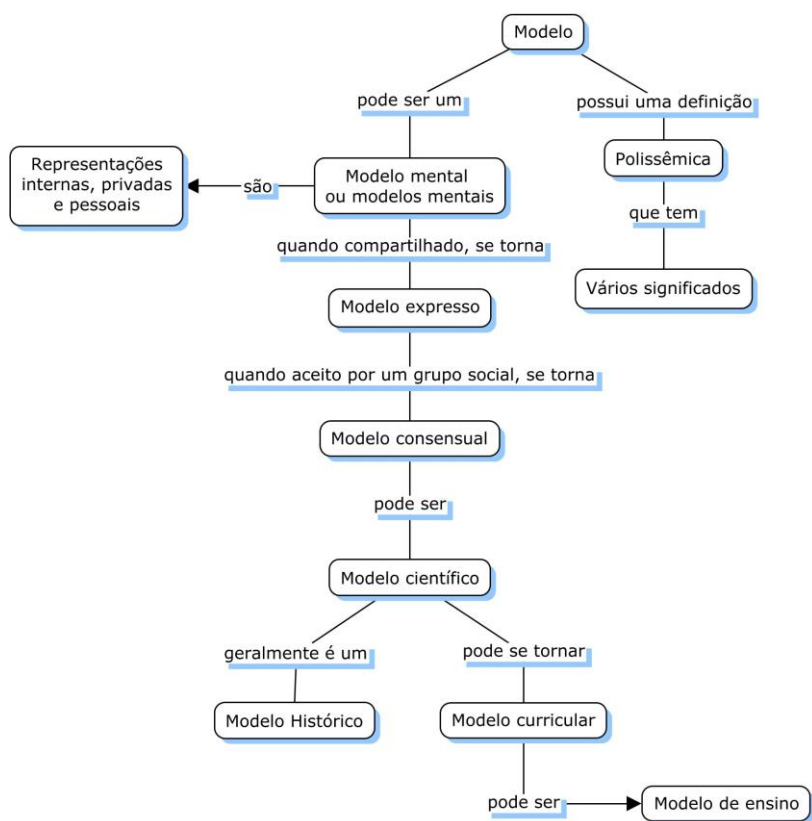 Modelo
pode ser um
possui uma definição
Representações
internas, privadas
e pessoais
são
Modelo mental
ou modelos mentais
Polissêmica
que tem
quando compartilhado, se torna
Vários significados
Modelo expresso
quando aceito por um grupo social, se torna
Modelo consensual
pode ser
Modelo científico
geralmente é um
pode se tornar
Modelo Histórico
Modelo curricular
pode ser
Modelo de ensino